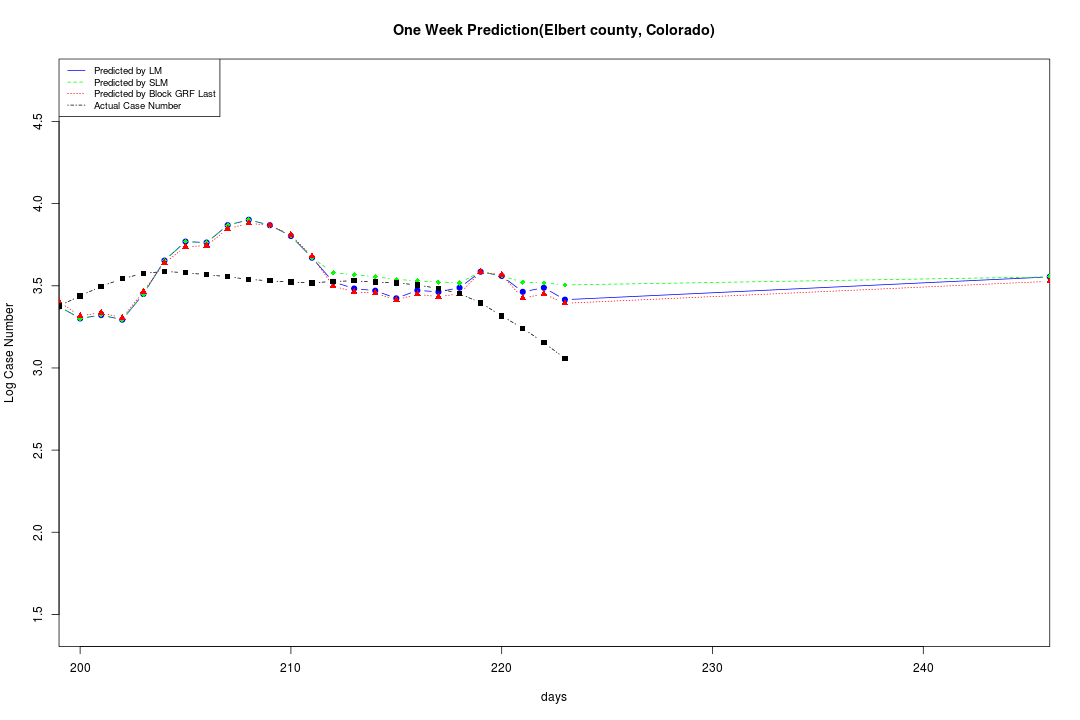 One Week Prediction(Elbert county, Colorado)
Predicted by LM
Predicted by SLM
Predicted by Block GRF Last
Actual Case Number
4.5
4.0
3.5
3.0
2.5
2.0
1.5
Log Case Number
200 210 220 230 240
days